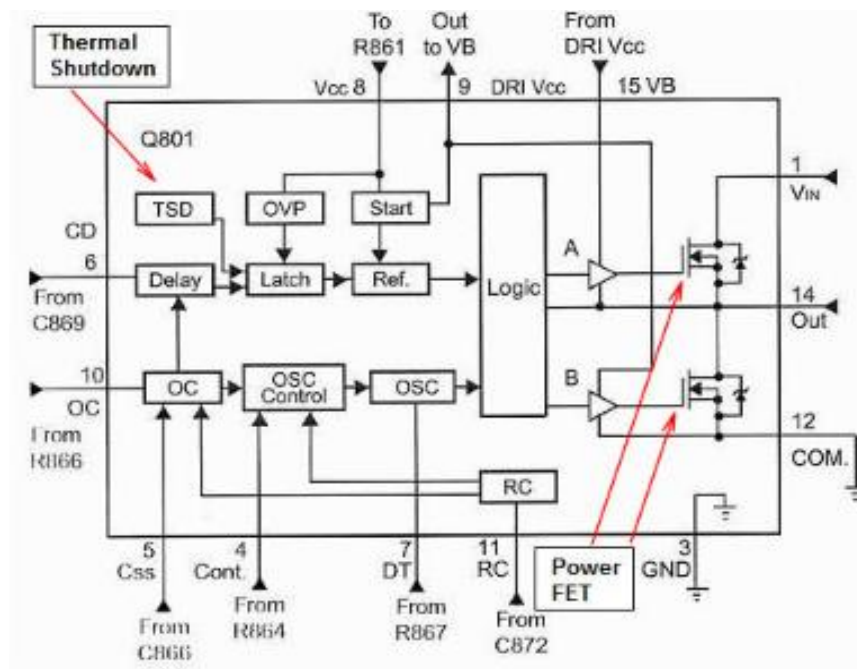 Thermal
Shutdown
To
R861
Out
to VB
From
DRI Vcc
Vcc 8
9
DRI Vcc
15 VB
Q801
1
VIN
TSD
OVP
Start
CD
6
From
C869
Delay
Latch
Ref.
Logic
A
14
Out
10
OC
From
R866
OC
OSC
Control
OSC
B
12
COM.
RC
5
Css
4
Cont.
7
DT
11
RC
Power
FET
3
GND
From
C866
From
R864
From
R867
From
C872